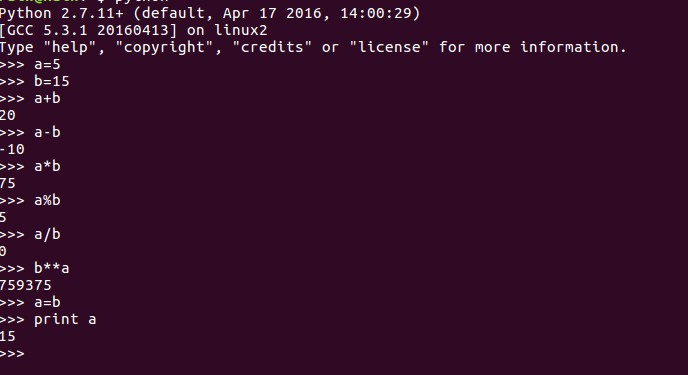 $ python
Python 2.7.11+ (default, Apr 17 2016, 14:00:29)
[GCC 5.3.1 20160413] on linux2
Type "help", "copyright", "credits" or "license" for more information.
>>> a=5
>>> b=15
>>> a+b
20
>>> a-b
-10
>>> a*b
75
>>> a%b
5
>>> a/b
0
>>> b**a
759375
>>> a=b
>>> print a
15
>>>